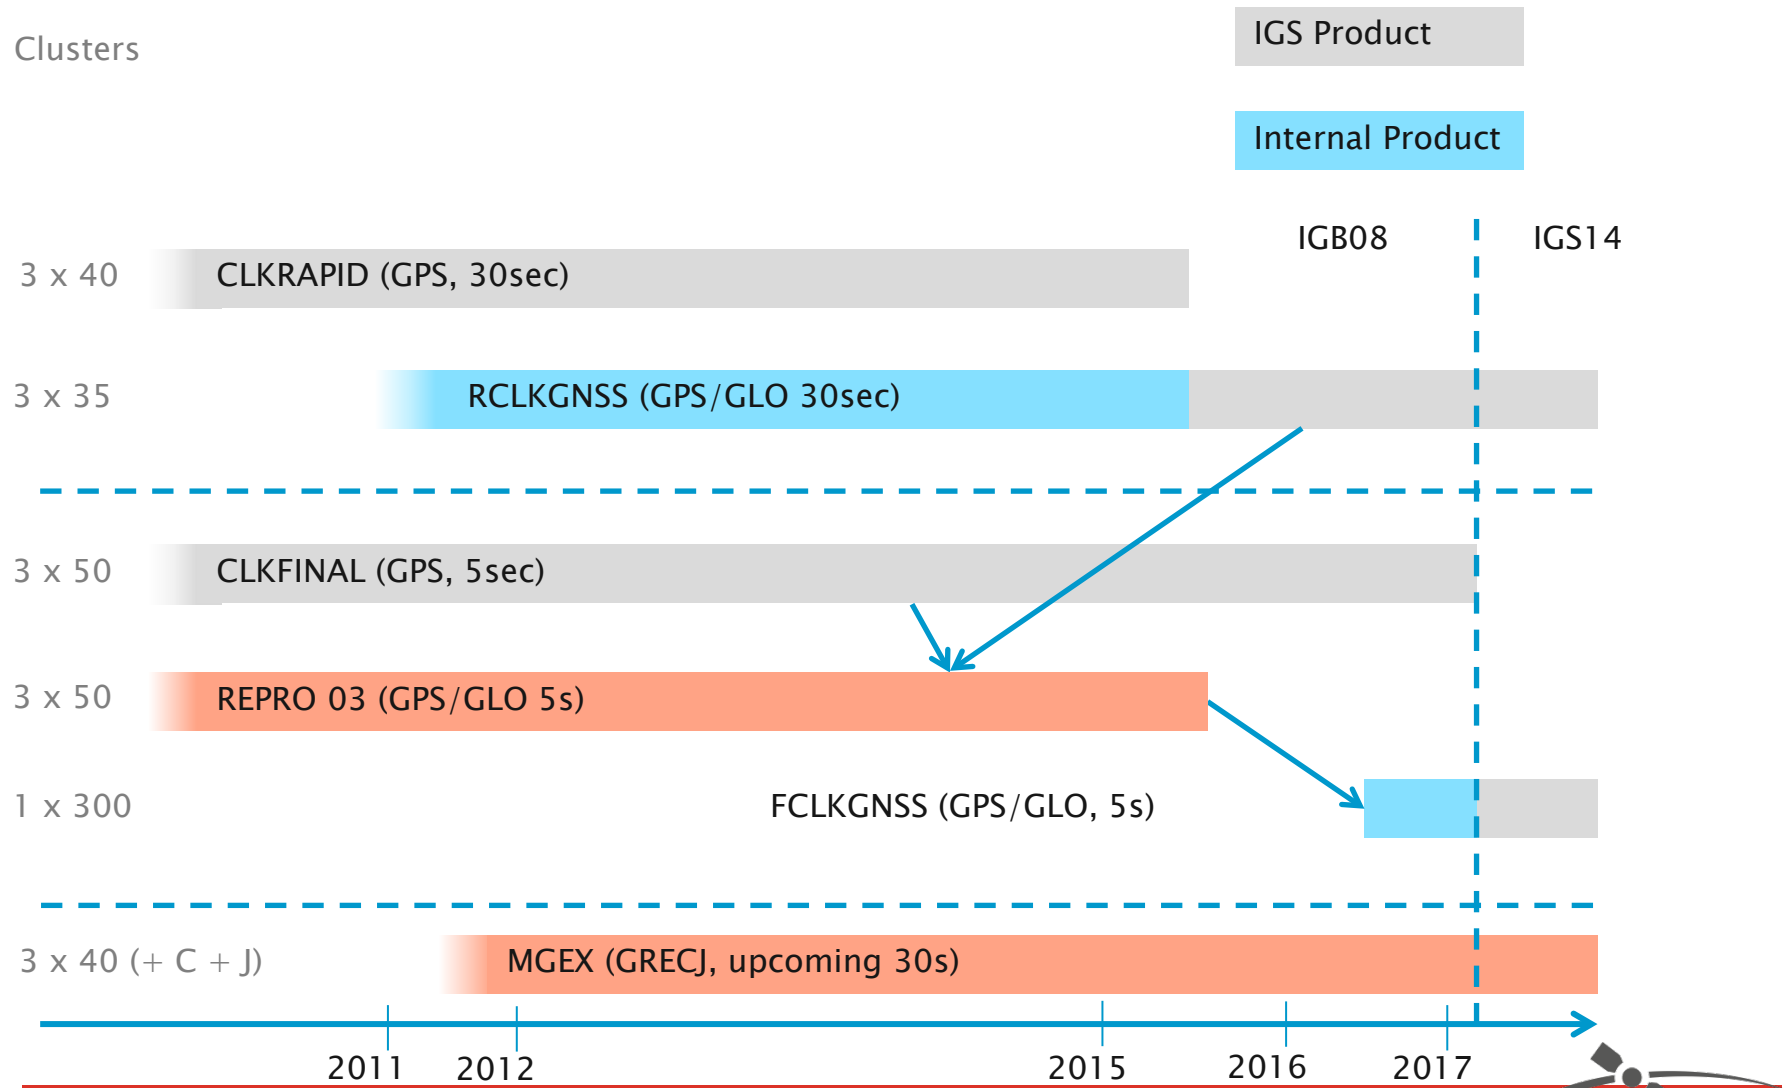 Clusters
IGS Product
Internal Product
IGB08
IGS14
3 x 40
CLKRAPID (GPS, 30sec)
3 x 35
RCLKGNSS (GPS/GLO 30sec)
3 x 50
CLKFINAL (GPS, 5sec)
3 x 50
REPRO 03 (GPS/GLO 5s)
1 x 300
FCLKGNSS (GPS/GLO, 5s)
3 x 40 (+ C + J)
MGEX (GRECJ, upcoming 30s)
2011
2012
2015
2016
2017